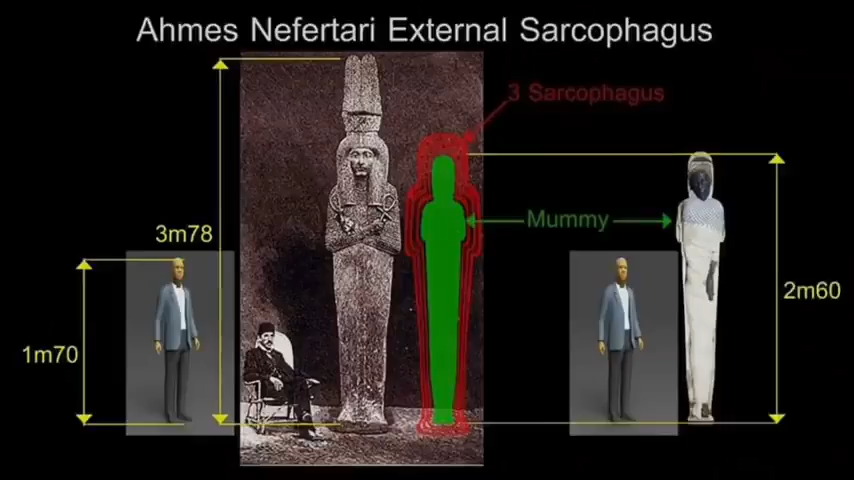 Ahmes Nefertari External Sarcophagus
3 Sarcophagus
3m78
Mummy
2m60
1m70